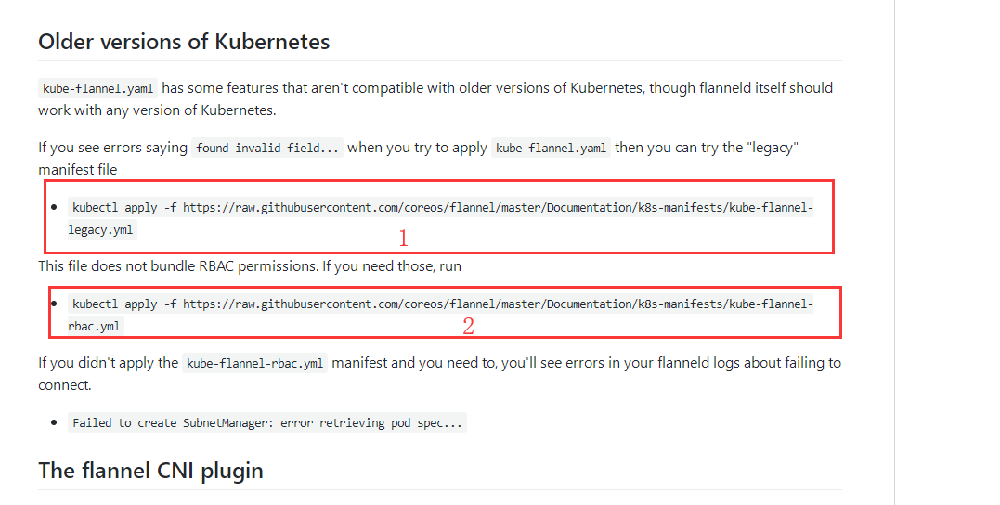 Older versions of Kubernetes
kube-flannel.yaml has some features that aren't compatible with older versions of Kubernetes, though flanneld itself should
work with any version of Kubernetes.
If you see errors saying found invalid field... when you try to apply kube-flannel.yaml then you can try the "legacy"
manifest file
• kubectl apply -f https://raw.githubusercontent.com/coreos/flannel/master/Documentation/k8s-manifests/kube-flannel-
legacy.yml
1
This file does not bundle RBAC permissions. If you need those, run
• kubectl apply -f https://raw.githubusercontent.com/coreos/flannel/master/Documentation/k8s-manifests/kube-flannel-
rbac.yml
2
If you didn't apply the kube-flannel-rbac.yml manifest and you need to, you'll see errors in your flanneld logs about failing to
connect.
• Failed to create SubnetManager: error retrieving pod spec...
The flannel CNI plugin